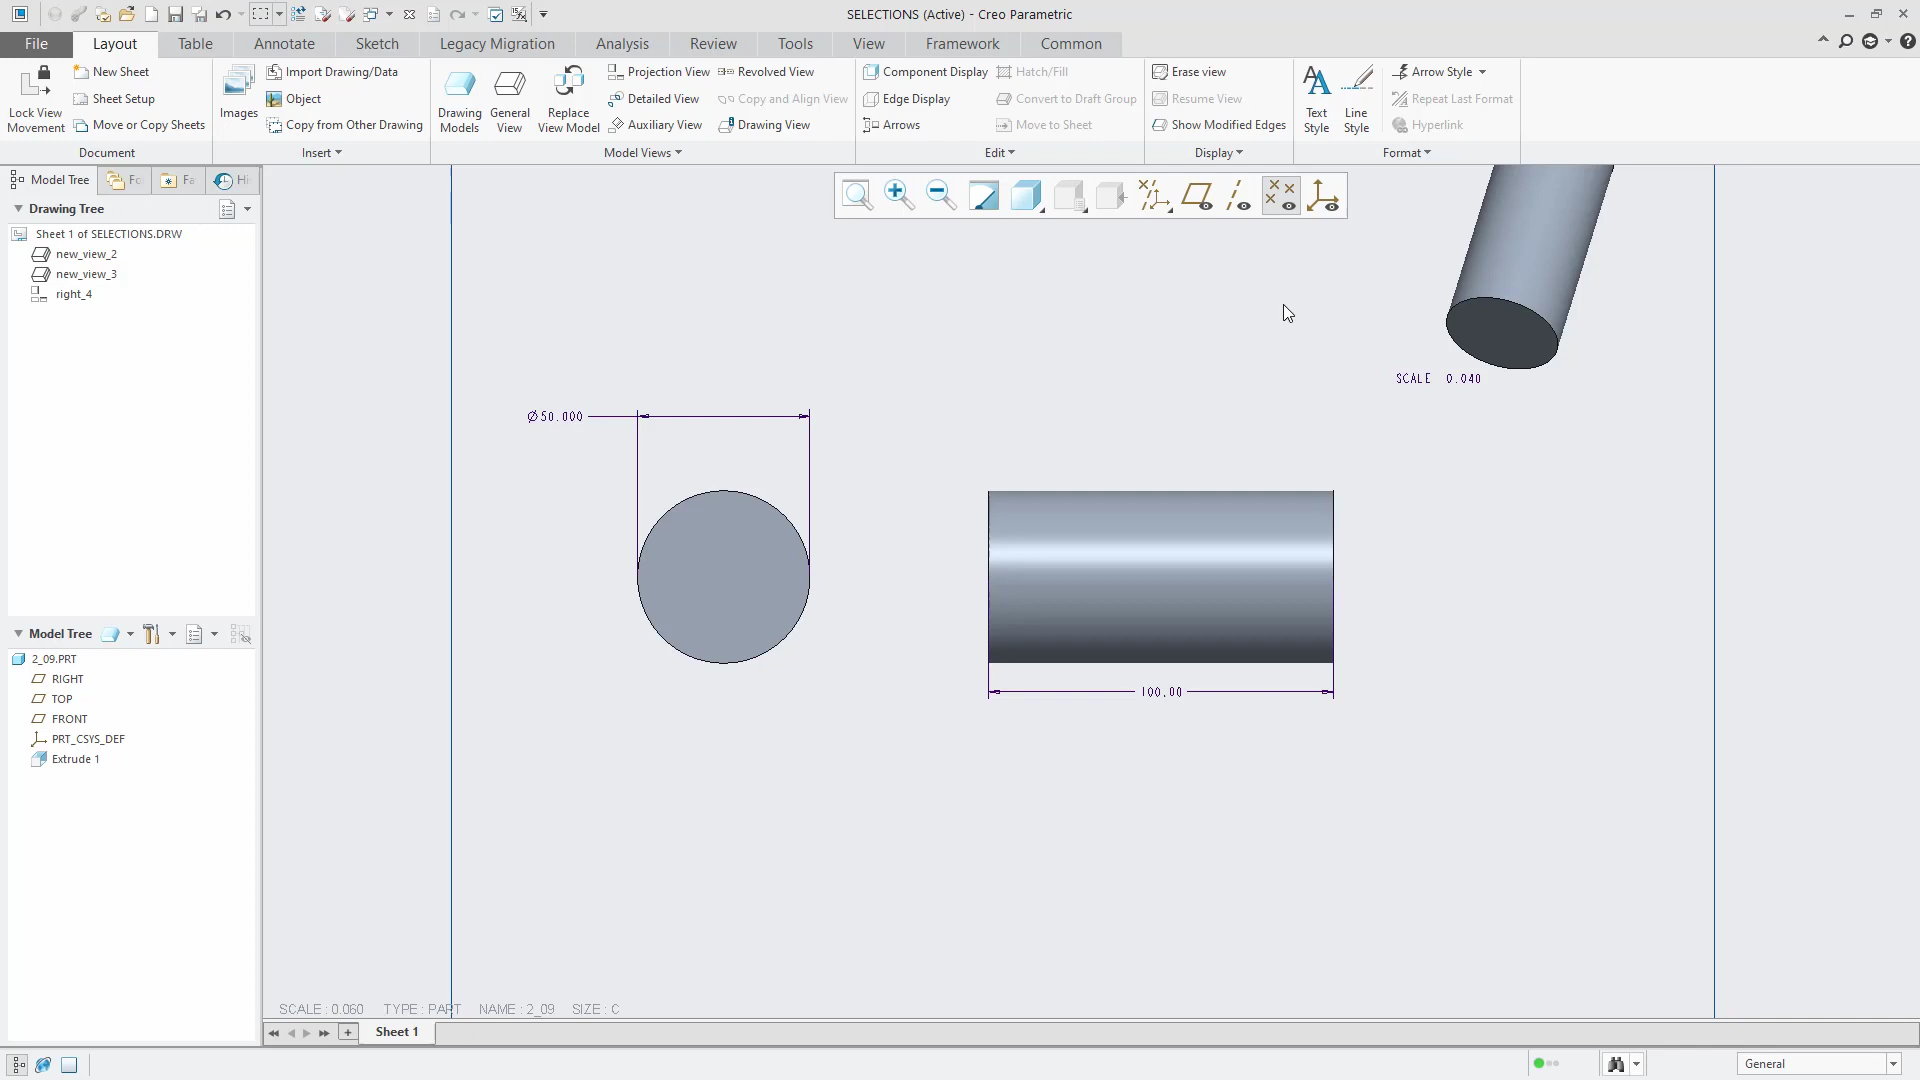 SELECTIONS (Active) - Creo Parametric
File Layout Table Annotate Sketch Legacy Migration Analysis Review Tools View Framework Common
Lock View Movement
New Sheet
Sheet Setup
Move or Copy Sheets
Document
Images
Import Drawing/Data
Object
Copy from Other Drawing
Insert
Drawing Models
General View
Replace View Model
Projection View
Detailed View
Auxiliary View
Revolved View
Copy and Align View
Drawing View
Model Views
Component Display
Edge Display
Arrows
Hatch/Fill
Convert to Draft Group
Move to Sheet
Edit
Erase view
Resume View
Show Modified Edges
Display
Text Style
Line Style
Arrow Style
Repeat Last Format
Hyperlink
Format
Model Tree Fo Fa Hi
Drawing Tree
Sheet 1 of SELECTIONS.DRW
new_view_2
new_view_3
right_4
Model Tree
2_09.PRT
RIGHT
TOP
FRONT
PRT_CSYS_DEF
Extrude 1
SCALE 0.040
Ø50.000
100.00
SCALE : 0.060 TYPE : PART NAME : 2_09 SIZE : C
Sheet 1
General